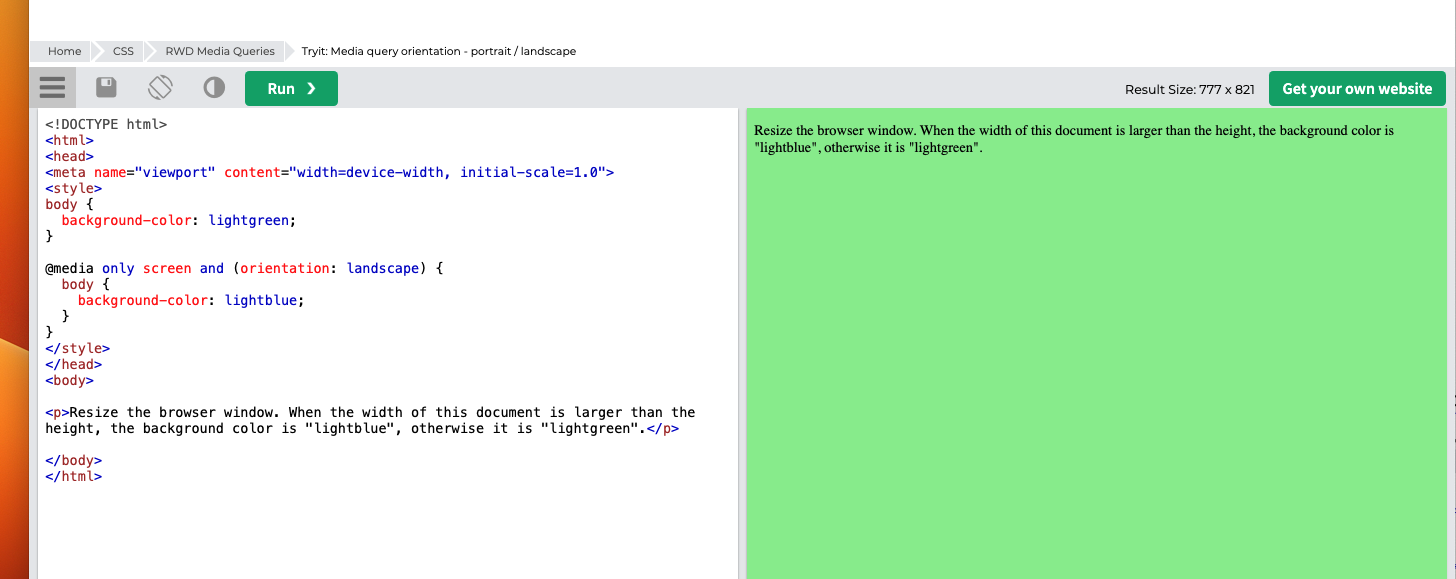 Home CSS RWD Media Queries Tryit: Media query orientation - portrait / landscape
Run ❯ Result Size: 777 x 821 Get your own website
<!DOCTYPE html>
<html>
<head>
<meta name="viewport" content="width=device-width, initial-scale=1.0">
<style>
body {
  background-color: lightgreen;
}

@media only screen and (orientation: landscape) {
  body {
    background-color: lightblue;
  }
}
</style>
</head>
<body>

<p>Resize the browser window. When the width of this document is larger than the
height, the background color is "lightblue", otherwise it is "lightgreen".</p>

</body>
</html>
Resize the browser window. When the width of this document is larger than the height, the background color is
"lightblue", otherwise it is "lightgreen".